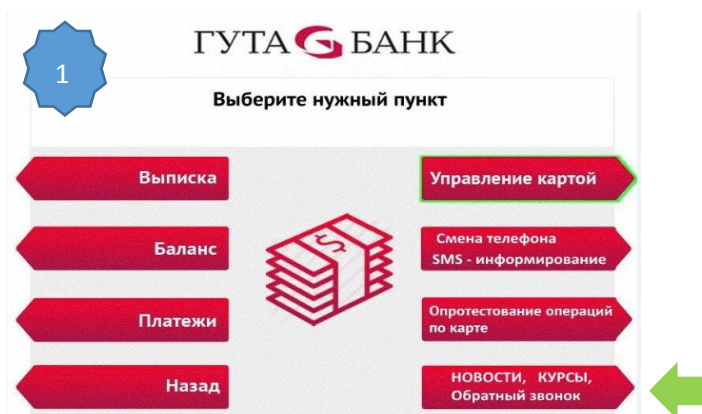 1
ГУТА БАНК
Выберите нужный пункт
Выписка
Управление картой
Баланс
Смена телефона
SMS - информирование
Платежи
Опротестование операций
по карте
Назад
НОВОСТИ, КУРСЫ,
Обратный звонок